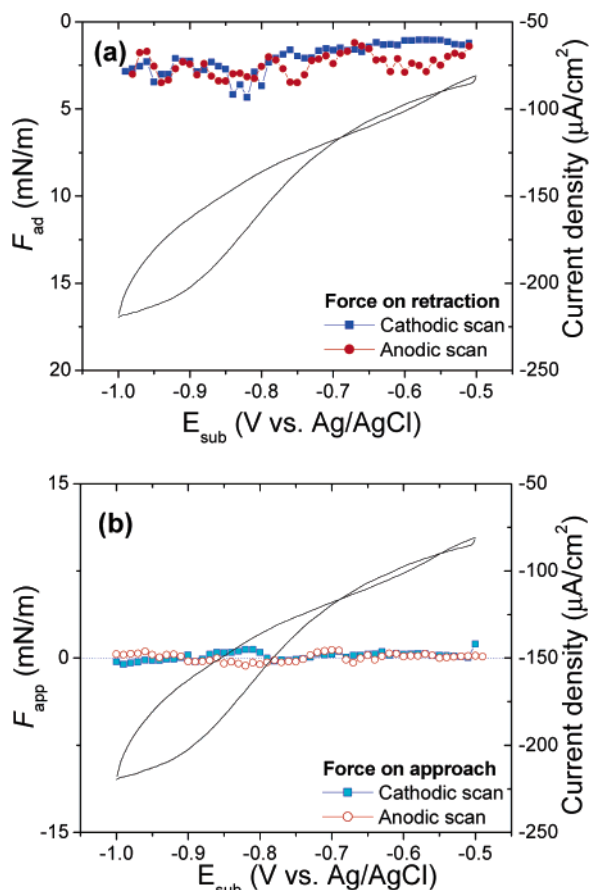 (a)
0
5
10
15
20
F_ad (mN/m)
-50
-100
-150
-200
-250
Current density (µA/cm²)
Force on retraction
Cathodic scan
Anodic scan
-1.0 -0.9 -0.8 -0.7 -0.6 -0.5
E_sub (V vs. Ag/AgCl)
(b)
15
0
-15
F_app (mN/m)
-50
-100
-150
-200
-250
Current density (µA/cm²)
Force on approach
Cathodic scan
Anodic scan
-1.0 -0.9 -0.8 -0.7 -0.6 -0.5
E_sub (V vs. Ag/AgCl)